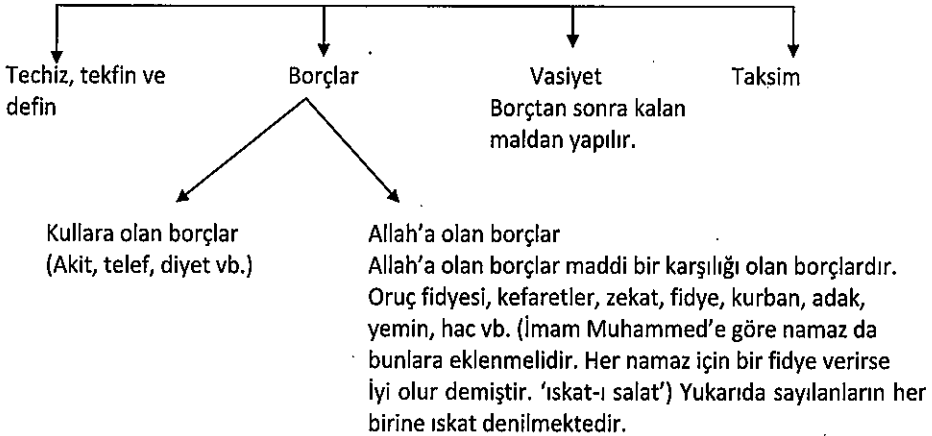 Techiz, tekfin ve
defin
Borçlar
Vasiyet
Borçtan sonra kalan
maldan yapılır.
Taksim
Kullara olan borçlar
(Akit, telef, diyet vb.)
Allah'a olan borçlar
Allah'a olan borçlar maddi bir karşılığı olan borçlardır.
Oruç fidyesi, kefaretler, zekat, fidye, kurban, adak,
yemin, hac vb. (İmam Muhammed'e göre namaz da
bunlara eklenmelidir. Her namaz için bir fidye verirse
İyi olur demiştir. 'ıskat-ı salat') Yukarıda sayılanların her
birine ıskat denilmektedir.